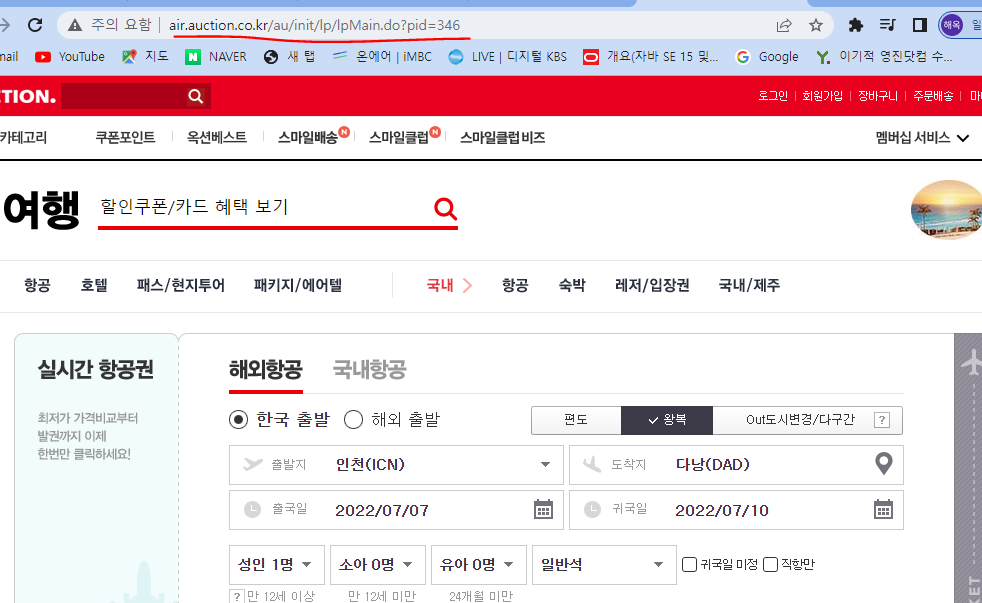 주의 요함 air.auction.co.kr/au/init/lp/lpMain.do?pid=346 해옥
mail YouTube 지도 N NAVER 새 탭 온에어 | iMBC LIVE | 디지털 KBS 개요(자바 SE 15 및... Google 이기적 영진닷컴 수...
CTION. 로그인 회원가입 장바구니 주문배송 마
카테고리 쿠폰포인트 옥션베스트 스마일배송 N 스마일클럽 N 스마일클럽 비즈 멤버십 서비스
여행 할인쿠폰/카드 혜택 보기
항공 호텔 패스/현지투어 패키지/에어텔 국내 항공 숙박 레저/입장권 국내/제주
실시간 항공권
최저가 가격비교부터
발권까지 이제
한번만 클릭하세요!
해외항공 국내항공
한국 출발 해외 출발 편도 왕복 Out도시변경/다구간 ?
출발지 인천(ICN) 도착지 다낭(DAD)
출국일 2022/07/07 귀국일 2022/07/10
성인 1명 소아 0명 유아 0명 일반석 귀국일 미정 직항만
? 만 12세 이상 만 12세 미만 24개월 미만
KET